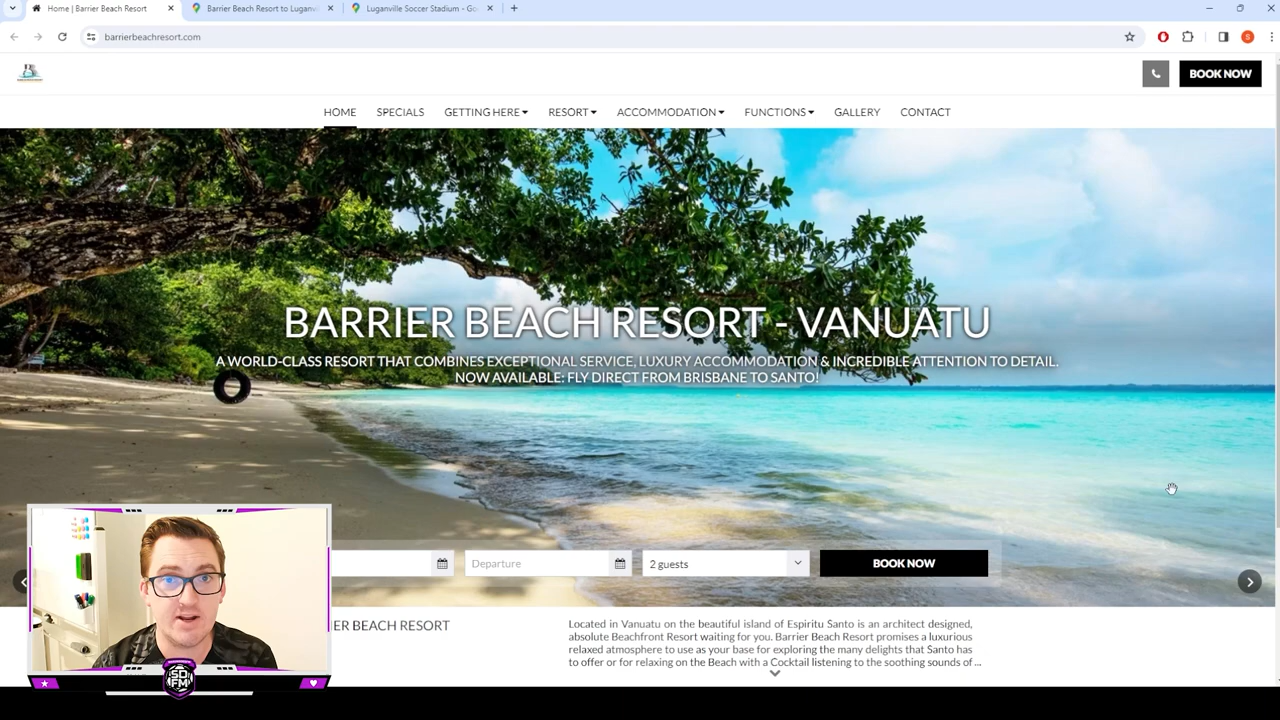 Home | Barrier Beach Resort
Barrier Beach Resort to Luganvi
Luganville Soccer Stadium - Go
barrierbeachresort.com
S
BOOK NOW
HOME
SPECIALS
GETTING HERE
RESORT
ACCOMMODATION
FUNCTIONS
GALLERY
CONTACT
BARRIER BEACH RESORT - VANUATU
A WORLD-CLASS RESORT THAT COMBINES EXCEPTIONAL SERVICE, LUXURY ACCOMMODATION & INCREDIBLE ATTENTION TO DETAIL.
NOW AVAILABLE: FLY DIRECT FROM BRISBANE TO SANTO!
Departure
2 guests
BOOK NOW
IER BEACH RESORT
Located in Vanuatu on the beautiful island of Espiritu Santo is an architect designed,
absolute Beachfront Resort waiting for you. Barrier Beach Resort promises a luxurious
relaxed atmosphere to use as your base for exploring the many delights that Santo has
to offer or for relaxing on the Beach with a Cocktail listening to the soothing sounds of ...
SD
FM